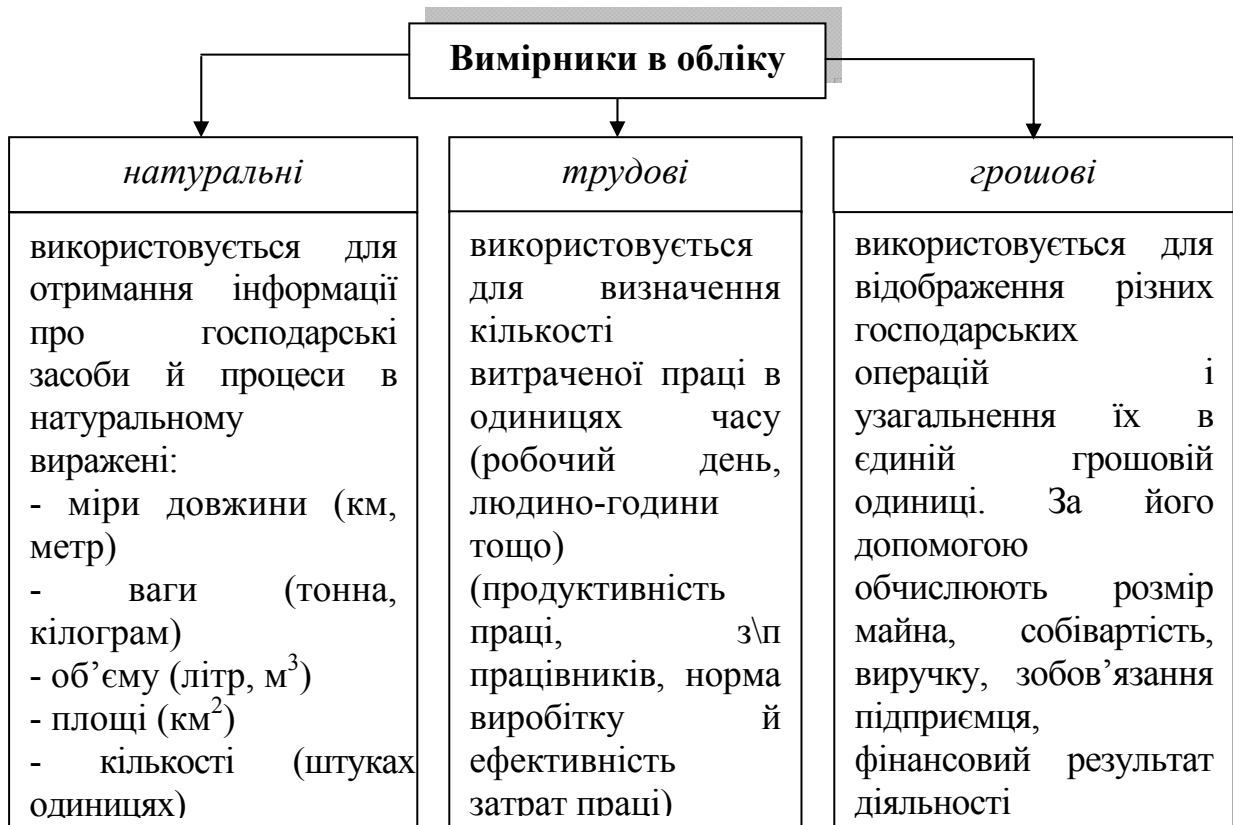 Вимірники в обліку
натуральні
використовується для
отримання інформації
про господарські
засоби й процеси в
натуральному
виражені:
- міри довжини (км,
метр)
- ваги (тонна,
кілограм)
- об’єму (літр, м³)
- площі (км²)
- кількості (штуках
одиницях)
трудові
використовується
для визначення
кількості
витраченої праці в
одиницях часу
(робочий день,
людино-години
тощо)
(продуктивність
праці, з\п
працівників, норма
виробітку й
ефективність
затрат праці)
грошові
використовується для
відображення різних
господарських
операцій і
узагальнення їх в
єдиній грошовій
одиниці. За його
допомогою
обчислюють розмір
майна, собівартість,
виручку, зобов’язання
підприємця,
фінансовий результат
діяльності